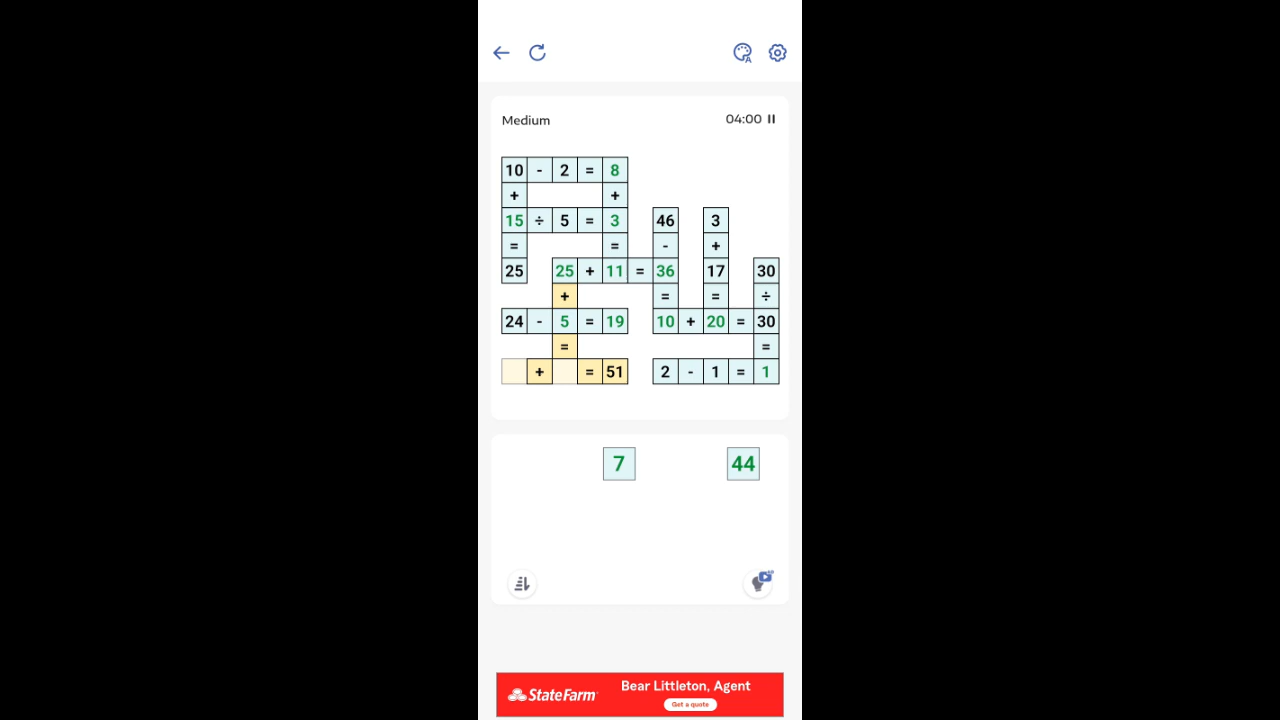 Medium 04:00
10 - 2 = 8
+ +
15 ÷ 5 = 3 46 3
= = - +
25 25 + 11 = 36 17 30
+ = = ÷
24 - 5 = 19 10 + 20 = 30
= =
+ = 51 2 - 1 = 1
7 44
StateFarm
Bear Littleton, Agent
Get a quote